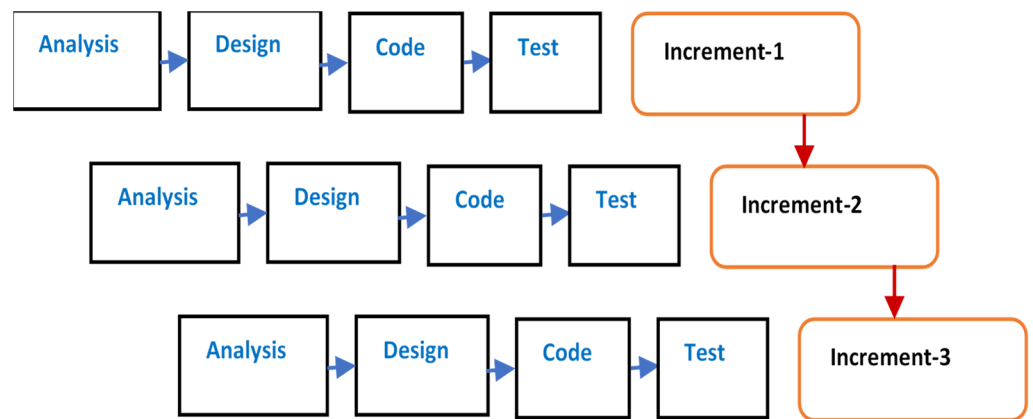 Analysis Design Code Test Increment-1
Analysis Design Code Test Increment-2
Analysis Design Code Test Increment-3